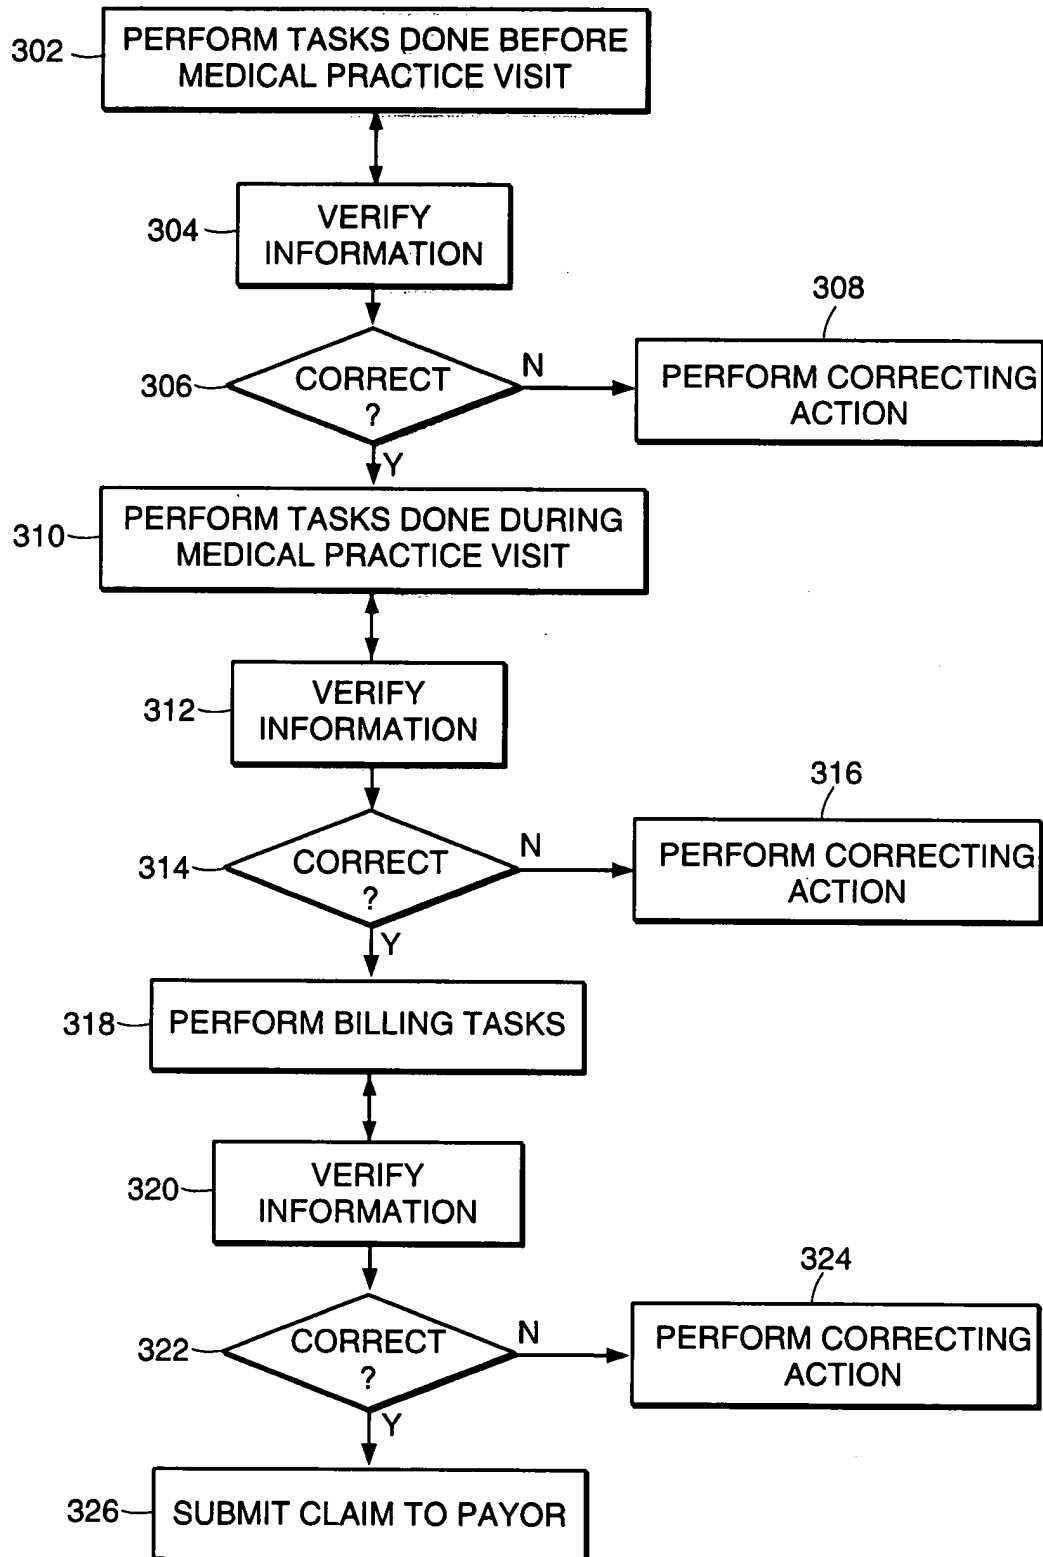 302
PERFORM TASKS DONE BEFORE
MEDICAL PRACTICE VISIT
304
VERIFY
INFORMATION
308
306
CORRECT
?
N
PERFORM CORRECTING
ACTION
Y
310
PERFORM TASKS DONE DURING
MEDICAL PRACTICE VISIT
312
VERIFY
INFORMATION
316
314
CORRECT
?
N
PERFORM CORRECTING
ACTION
Y
318
PERFORM BILLING TASKS
320
VERIFY
INFORMATION
324
322
CORRECT
?
N
PERFORM CORRECTING
ACTION
Y
326
SUBMIT CLAIM TO PAYOR